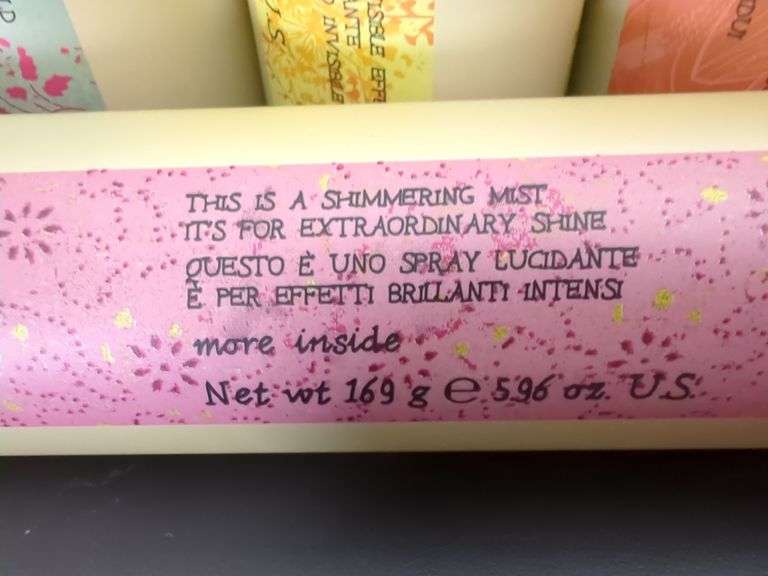 THIS IS A SHIMMERING MIST
IT'S FOR EXTRAORDINARY SHINE
QUESTO È UNO SPRAY LUCIDANTE
È PER EFFETTI BRILLANTI INTENSI
more inside
Net wt 169 g ℮ 5.96 oz. U.S.
INVISIBLE